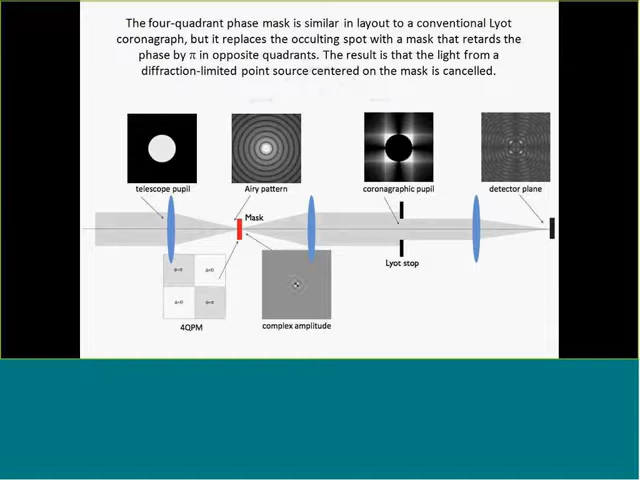 The four-quadrant phase mask is similar in layout to a conventional Lyot
coronagraph, but it replaces the occulting spot with a mask that retards the
phase by π in opposite quadrants. The result is that the light from a
diffraction-limited point source centered on the mask is cancelled.
telescope pupil
Airy pattern
coronagraphic pupil
detector plane
Mask
Lyot stop
4QPM
complex amplitude